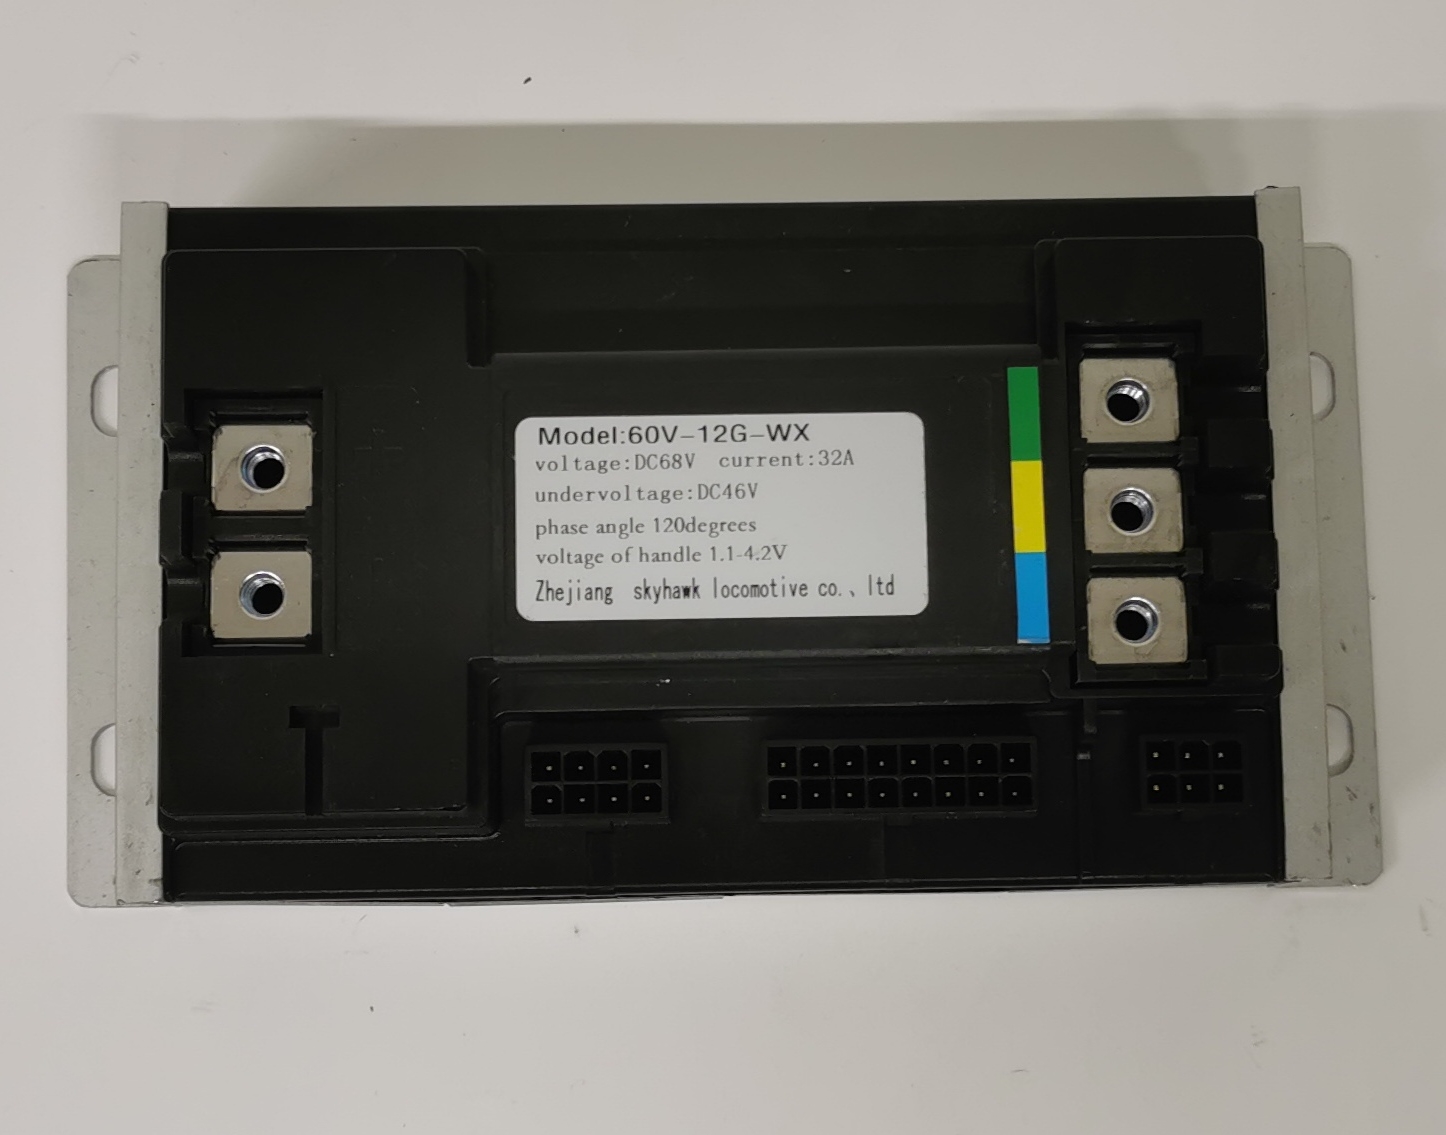 Model:60V-12G-WX
voltage:DC68V current:32A
undervoltage:DC46V
phase angle 120degrees
voltage of handle 1.1-4.2V
Zhejiang skyhawk locomotive co.、ltd